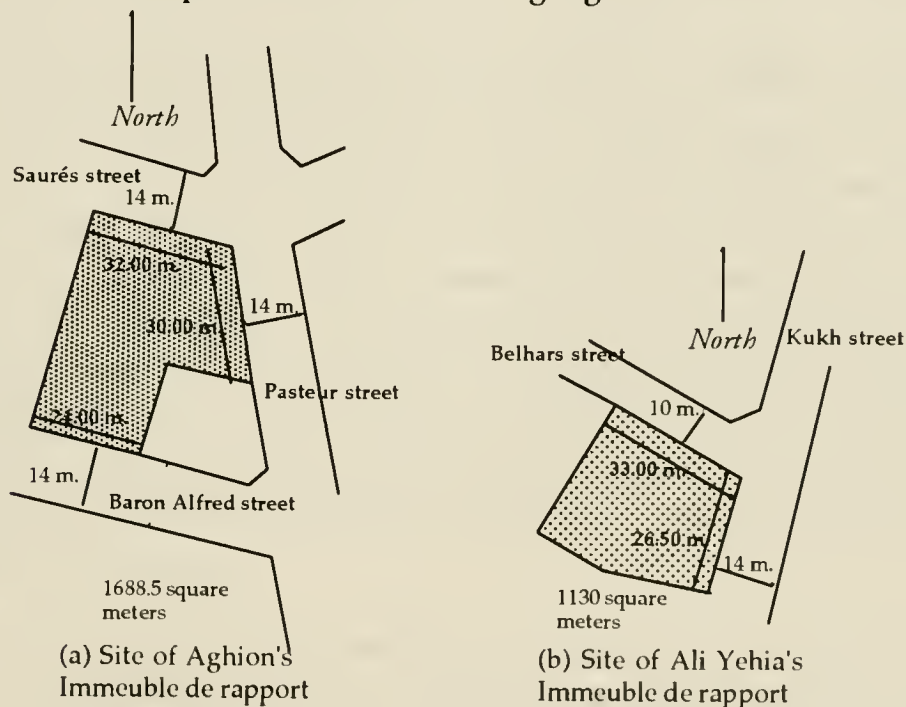 North
Saurés street
14 m.
32.00 m.
14 m.
30.00 m.
Pasteur street
24.00 m.
14 m.
Baron Alfred street
1688.5 square
meters
(a) Site of Aghion's
Immeuble de rapport
North
Kukh street
Belhars street
10 m.
33.00 m.
26.50 m.
14 m.
1130 square
meters
(b) Site of Ali Yehia's
Immeuble de rapport